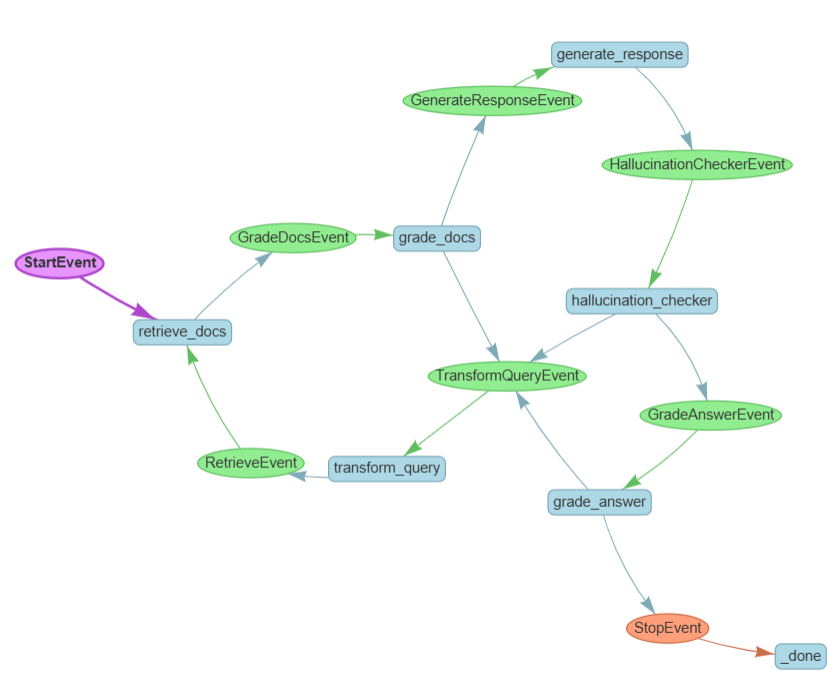 generate_response
GenerateResponseEvent
HallucinationCheckerEvent
GradeDocsEvent
grade_docs
StartEvent
hallucination_checker
retrieve_docs
TransformQueryEvent
GradeAnswerEvent
RetrieveEvent
transform_query
grade_answer
StopEvent
_done